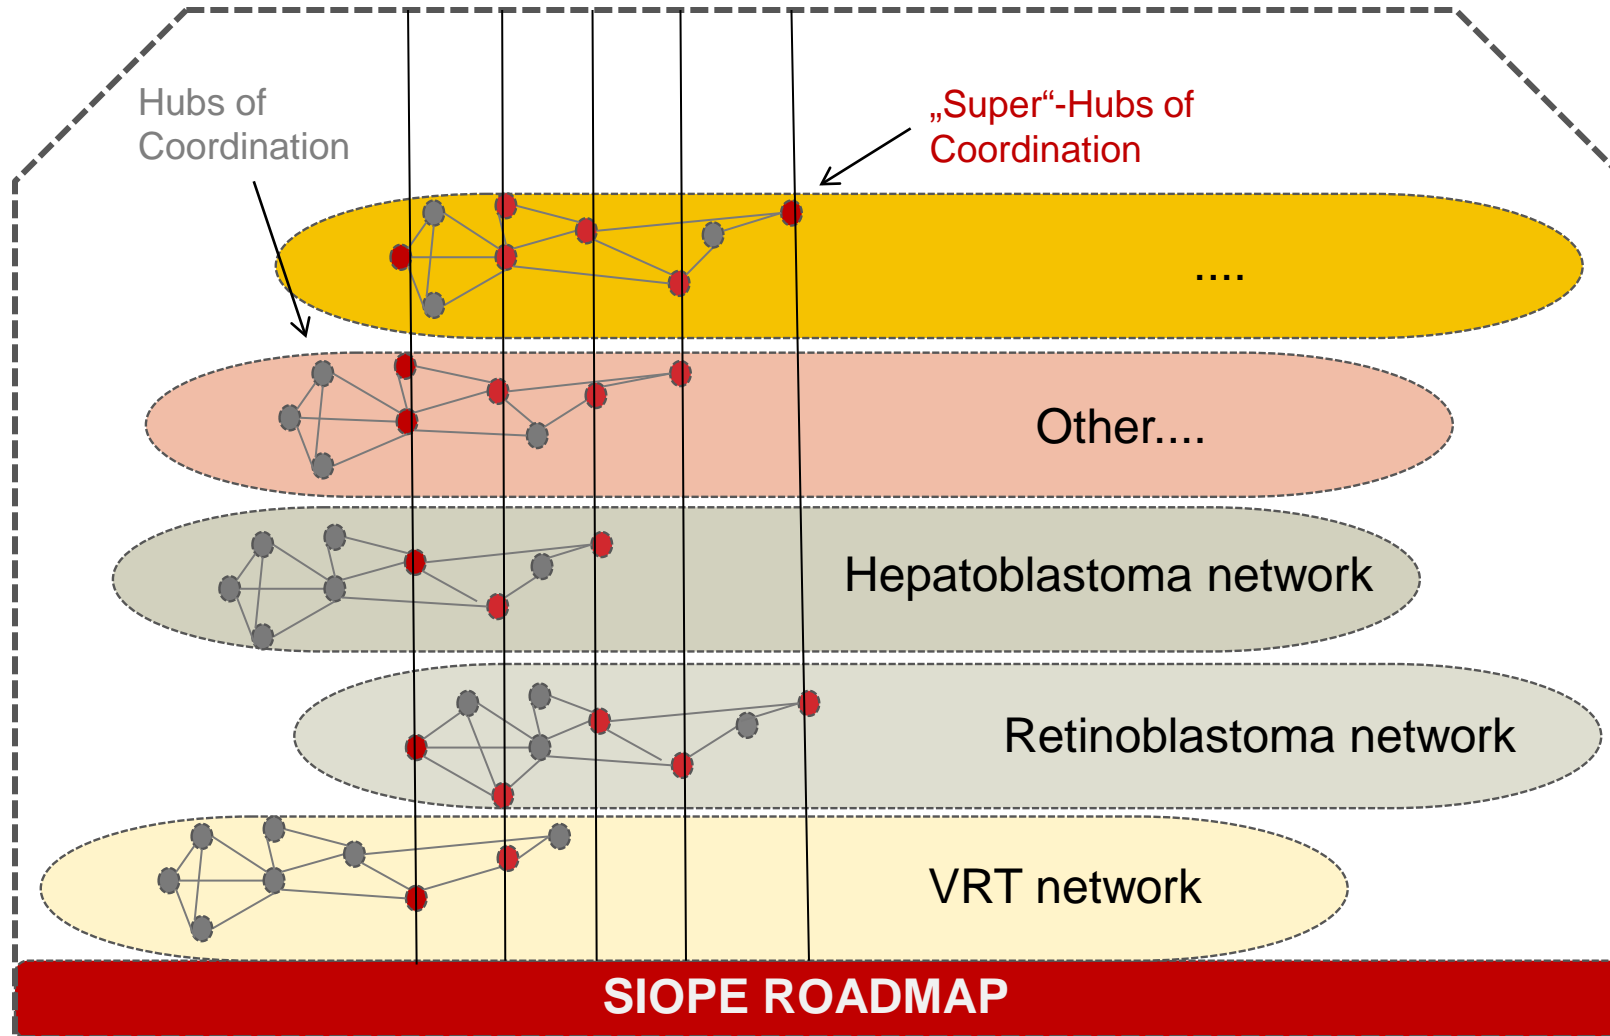 Hubs of
Coordination
„Super“-Hubs of
Coordination
....
Other....
Hepatoblastoma network
Retinoblastoma network
VRT network
SIOPE ROADMAP